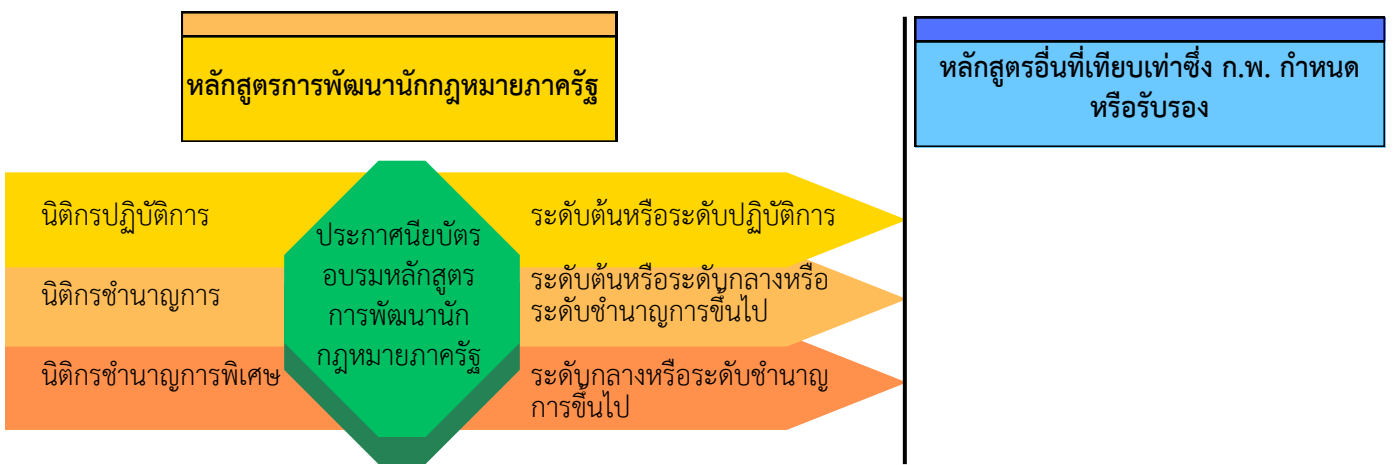 หลักสูตรการพัฒนานักกฎหมายภาครัฐ
หลักสูตรอื่นที่เทียบเท่าซึ่ง ก.พ. กำหนด
หรือรับรอง
นิติกรปฏิบัติการ
ระดับต้นหรือระดับปฏิบัติการ
นิติกรชำนาญการ
ระดับต้นหรือระดับกลางหรือ
ระดับชำนาญการขึ้นไป
นิติกรชำนาญการพิเศษ
ระดับกลางหรือระดับชำนาญ
การขึ้นไป
ประกาศนียบัตร
อบรมหลักสูตร
การพัฒนานัก
กฎหมายภาครัฐ